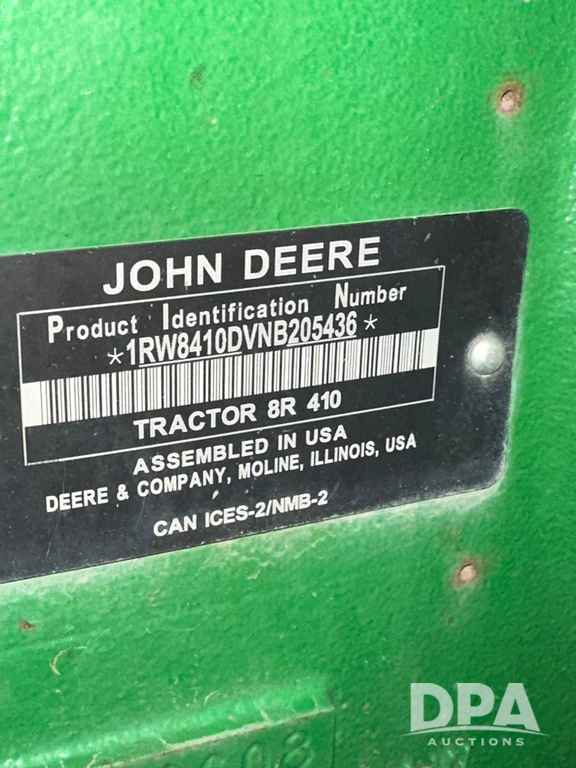 JOHN DEERE
Product Identification Number
*1RW8410DVNB205436*
TRACTOR 8R 410
ASSEMBLED IN USA
DEERE & COMPANY, MOLINE, ILLINOIS, USA
CAN ICES-2/NMB-2
DPA
AUCTIONS